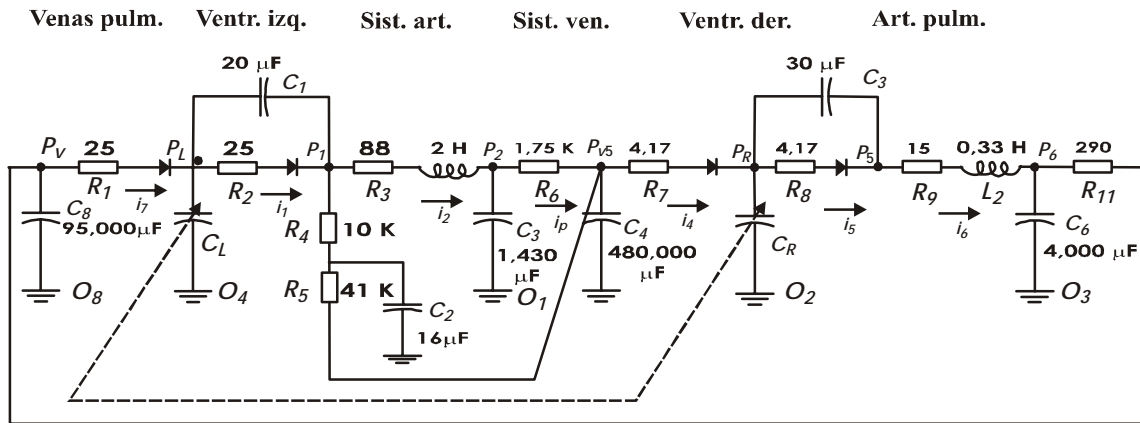 Venas pulm. Ventr. izq. Sist. art. Sist. ven. Ventr. der. Art. pulm.
20 µF 30 µF
C1 C3
PV 25 PL 25 P1 88 2 H P2 1,75 K PV5 4,17 PR 4,17 P5 15 0,33 H P6 290
R1 R2 R3 R6 R7 R8 R9 L2 R11
i7 i1 i2 ip i4 i5 i6
C8 95,000µF CL R4 10 K C3 1,430 µF C4 480,000 µF CR C6 4,000 µF
O8 O4 R5 41 K C2 16µF O1 O2 O3